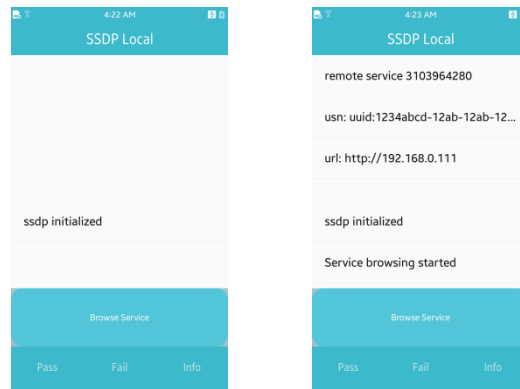 4:22 AM
SSDP Local
ssdp initialized
Browse Service
Pass Fail Info
4:23 AM
SSDP Local
remote service 3103964280
usn: uuid:1234abcd-12ab-12ab-12...
url: http://192.168.0.111
ssdp initialized
Service browsing started
Browse Service
Pass Fail Info